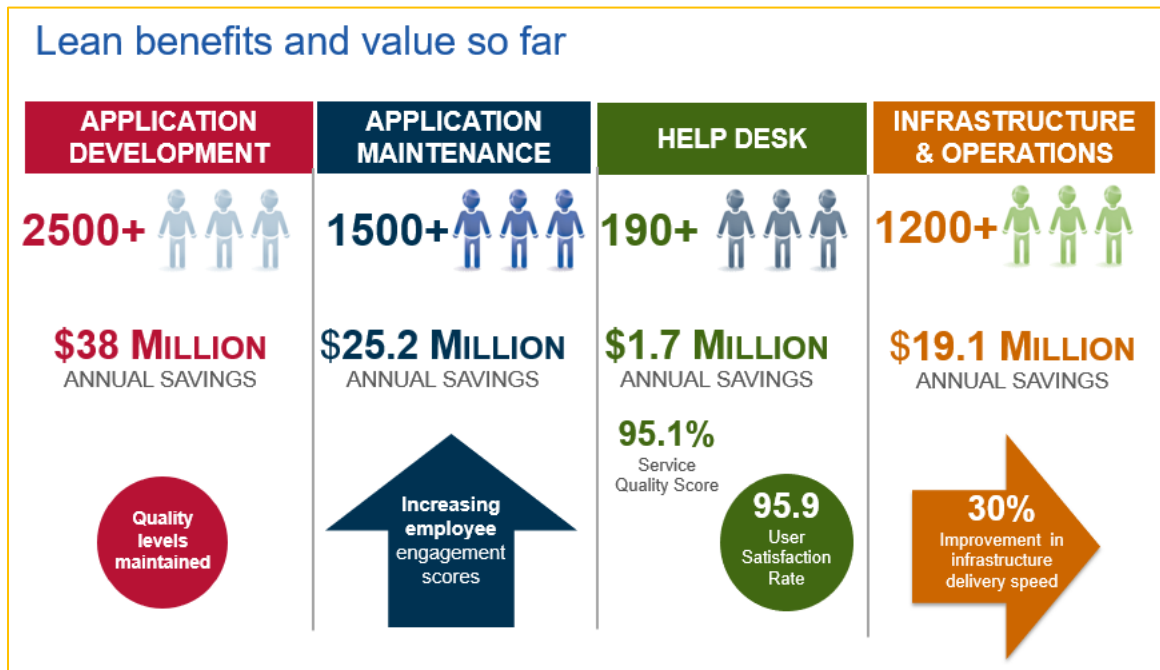 Lean benefits and value so far
APPLICATION
DEVELOPMENT
2500+
$38 MILLION
ANNUAL SAVINGS
Quality
levels
maintained
APPLICATION
MAINTENANCE
1500+
$25.2 MILLION
ANNUAL SAVINGS
Increasing
employee
engagement
scores
HELP DESK
190+
$1.7 MILLION
ANNUAL SAVINGS
95.1%
Service
Quality Score
95.9
User
Satisfaction
Rate
INFRASTRUCTURE
& OPERATIONS
1200+
$19.1 MILLION
ANNUAL SAVINGS
30%
Improvement in
infrastructure
delivery speed